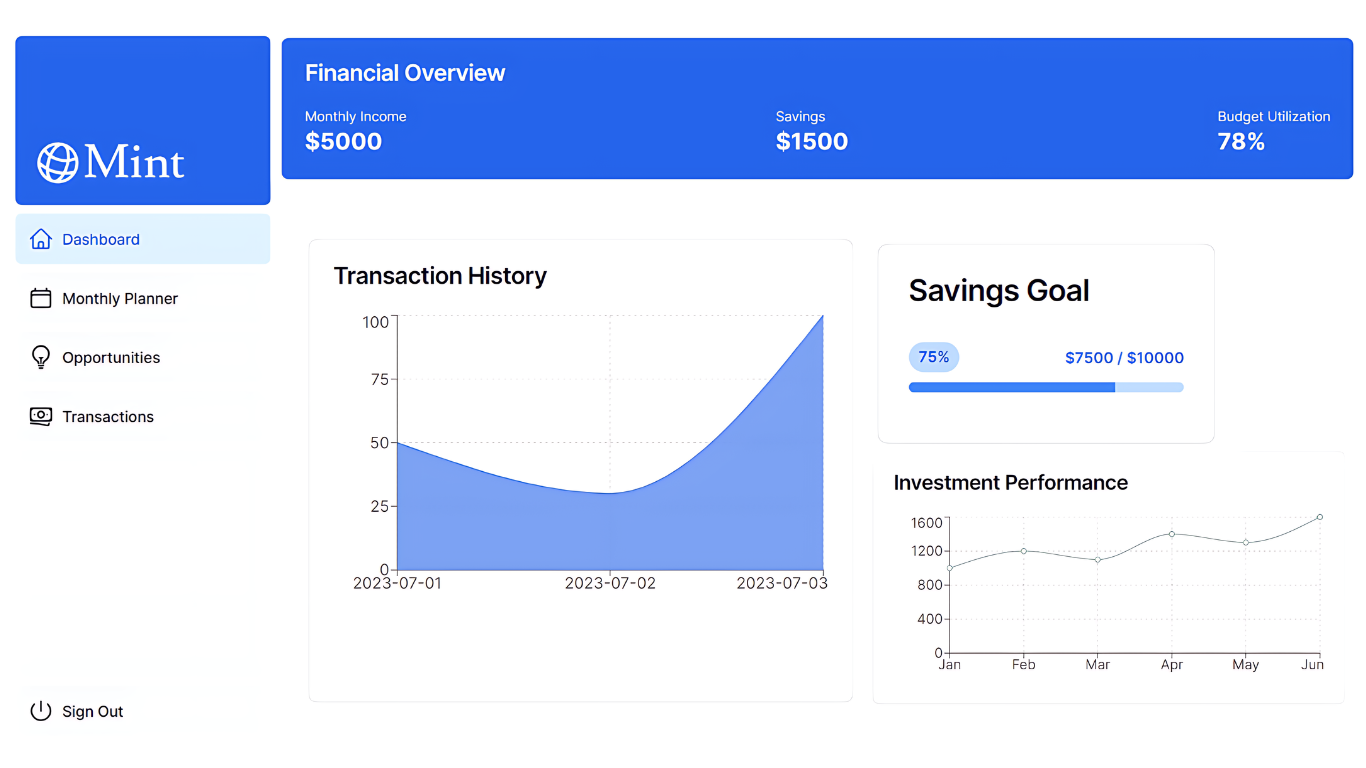 Mint
Dashboard
Monthly Planner
Opportunities
Transactions
Sign Out
Financial Overview
Monthly Income
$5000
Savings
$1500
Budget Utilization
78%
Transaction History
100
75
50
25
0
2023-07-01 2023-07-02 2023-07-03
Savings Goal
75% $7500 / $10000
Investment Performance
1600
1200
800
400
0
Jan Feb Mar Apr May Jun